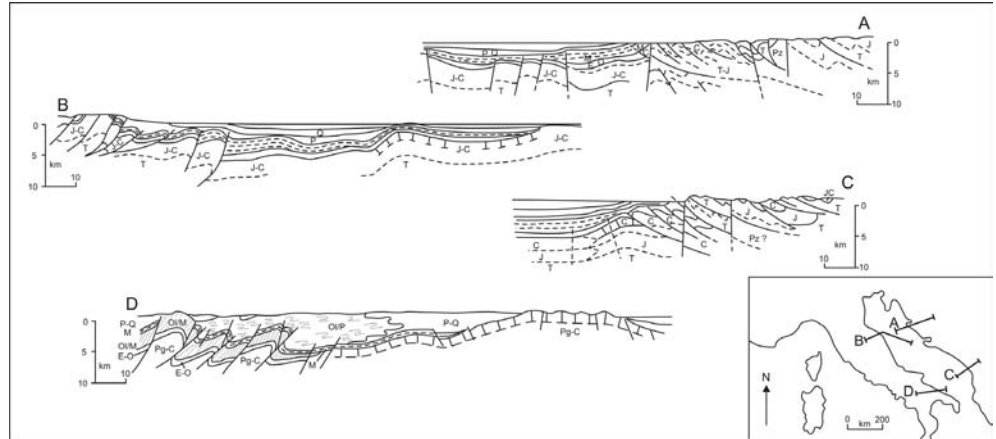 A
P Q
M
C
T
Pz
J
J
T
J-C
T
J-C
J-C
T
T-J
0
5
10
km
10
B
0
5
10
km
10
J-C
T
J-C
T
J-C
J-C
Q
P
J-C
T
J-C
C
JC
T
J
C
J
T
T
T
C
C
C
C
J
T
J
T
Pz ?
0
5
10
km
10
D
P-Q
M
Ol/M
E-O
0
5
10
km
10
Ol/M
Pg-C
Pg-C
E-O
Ol/P
M
P-Q
Pg-C
A
B
C
D
N
0 200
km